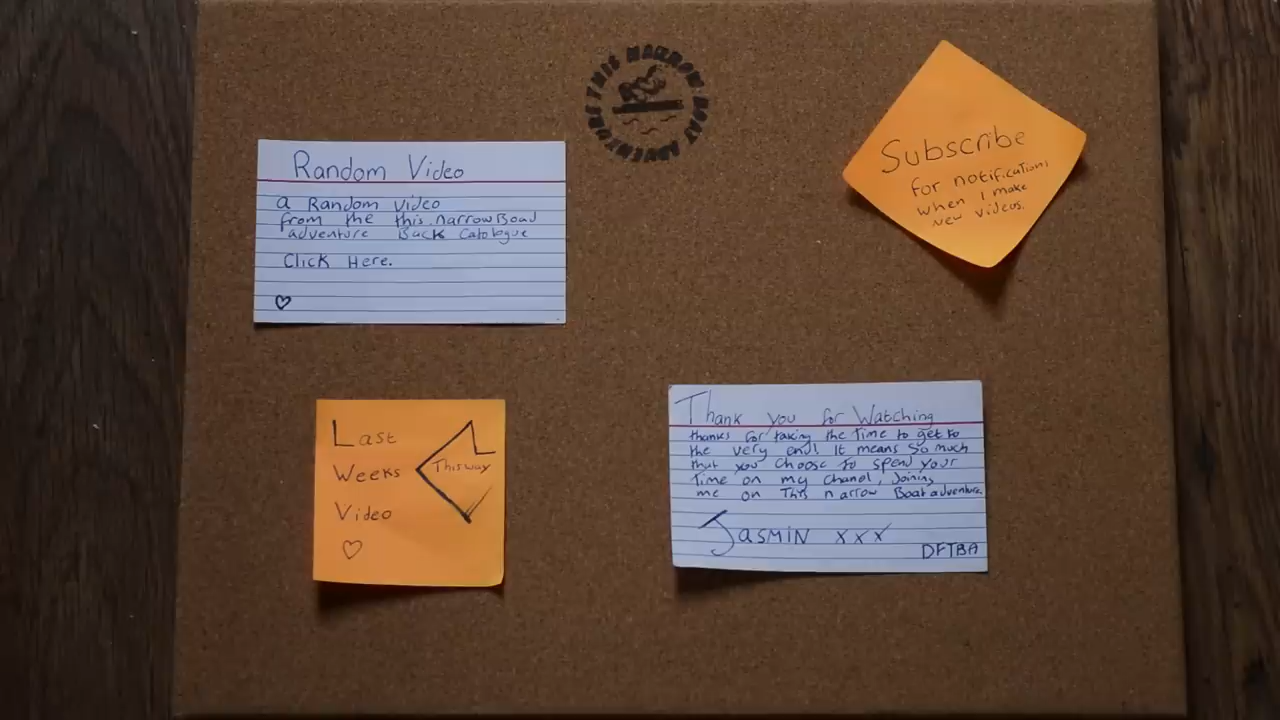 THIS NARROW-BOAT ADVENTURE
Random Video
a Random Video
from the this narrowBoad
adventure Back Catologue
Click Here.
♡
Subscribe
for notifications
when I make
new videos.
Last
Weeks
Video
♡
This way
Thank you for Watching
thanks for taking the time to get to
the very end! It means so much
that you choose to spend your
time on my chanel, Joining
me on This narrow Boat adventure.
JASMIN xxx
DFTBA